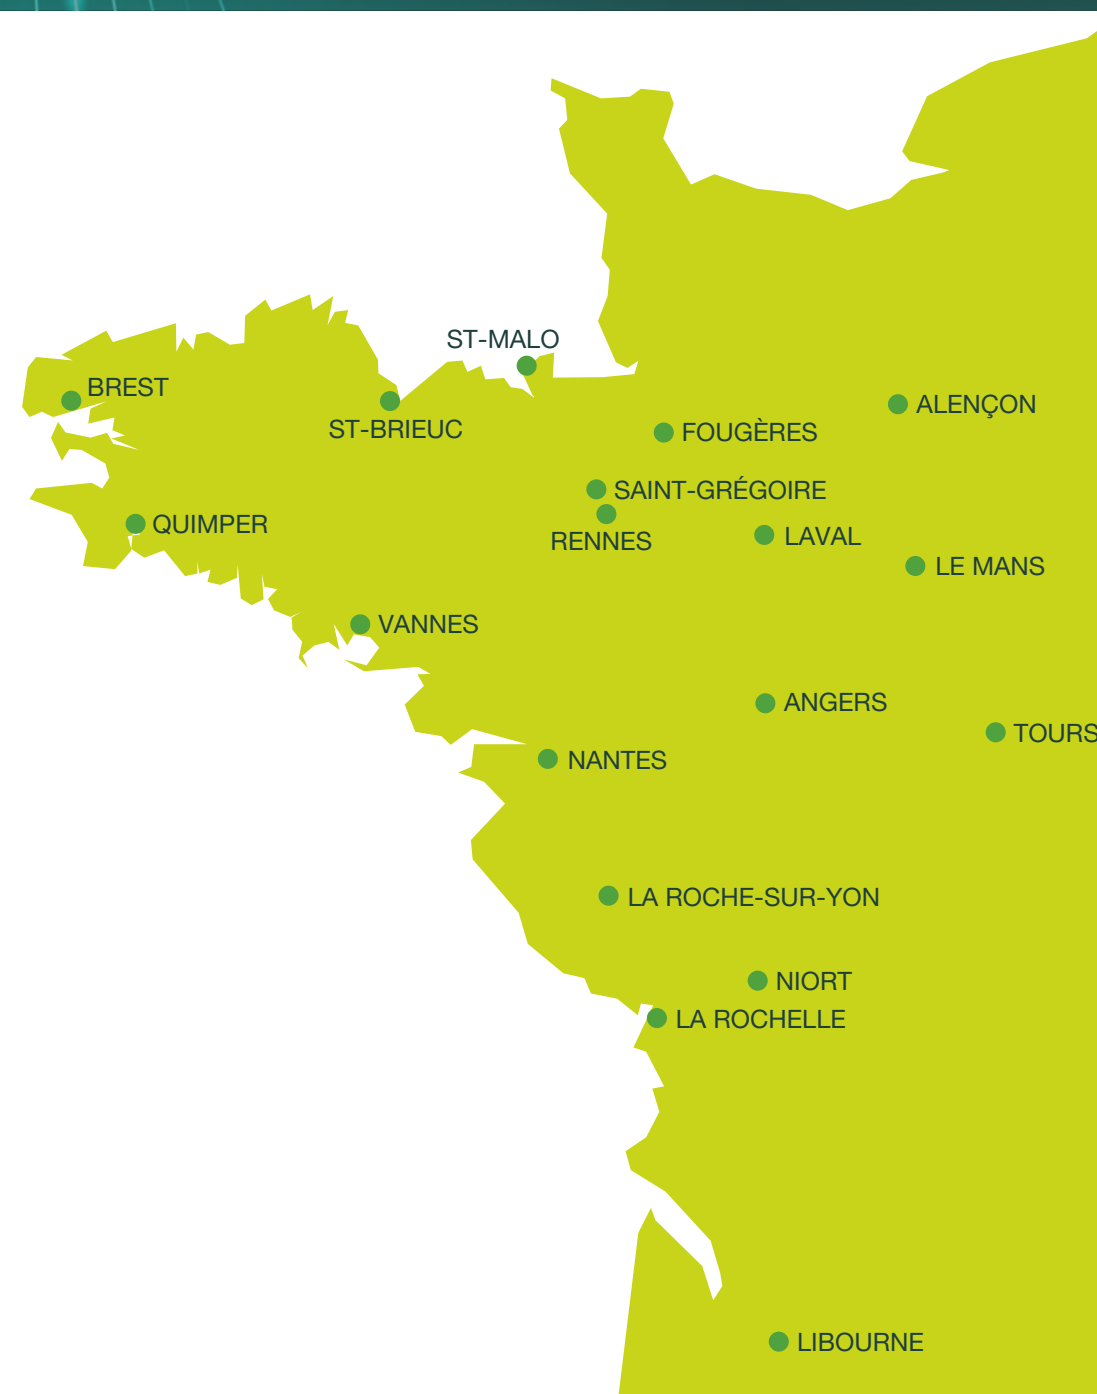 ST-MALO
BREST
ALENÇON
ST-BRIEUC
FOUGÈRES
SAINT-GRÉGOIRE
QUIMPER
RENNES
LAVAL
LE MANS
VANNES
ANGERS
TOURS
NANTES
LA ROCHE-SUR-YON
NIORT
LA ROCHELLE
LIBOURNE